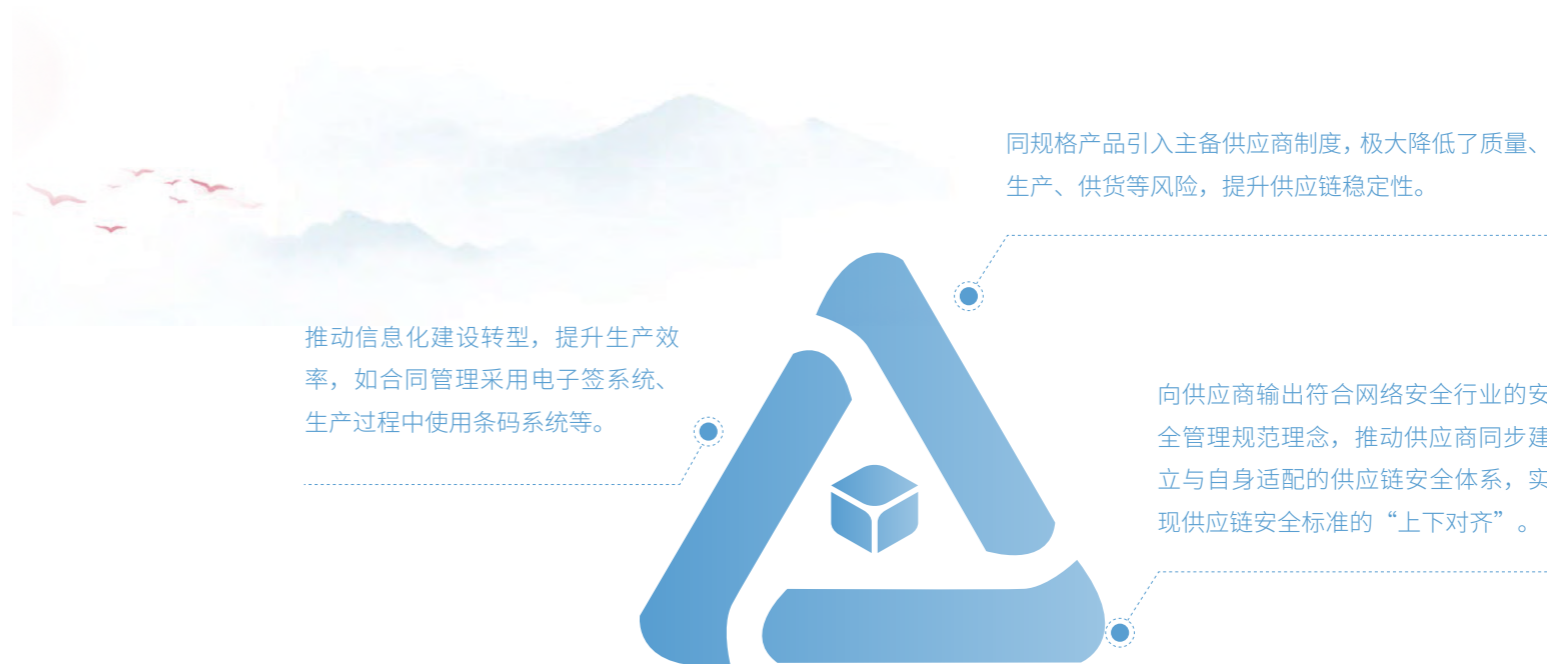 同规格产品引入主备供应商制度，极大降低了质量、
生产、供货等风险，提升供应链稳定性。
推动信息化建设转型，提升生产效
率，如合同管理采用电子签系统、
生产过程中使用条码系统等。
向供应商输出符合网络安全行业的安
全管理规范理念，推动供应商同步建
立与自身适配的供应链安全体系，实
现供应链安全标准的“上下对齐”。